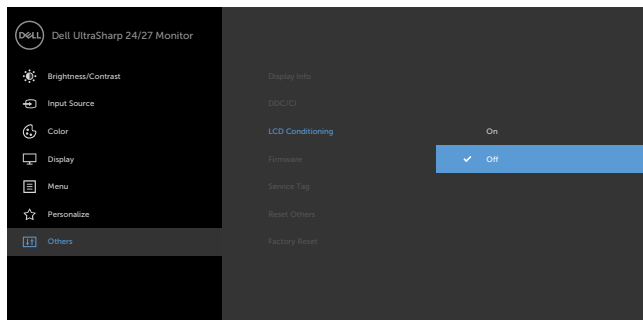 DELL Dell UltraSharp 24/27 Monitor
Brightness/Contrast
Display Info
Input Source
DDC/CI
Color
LCD Conditioning
On
Display
Firmware
Off
Menu
Service Tag
Personalize
Reset Others
Others
Factory Reset